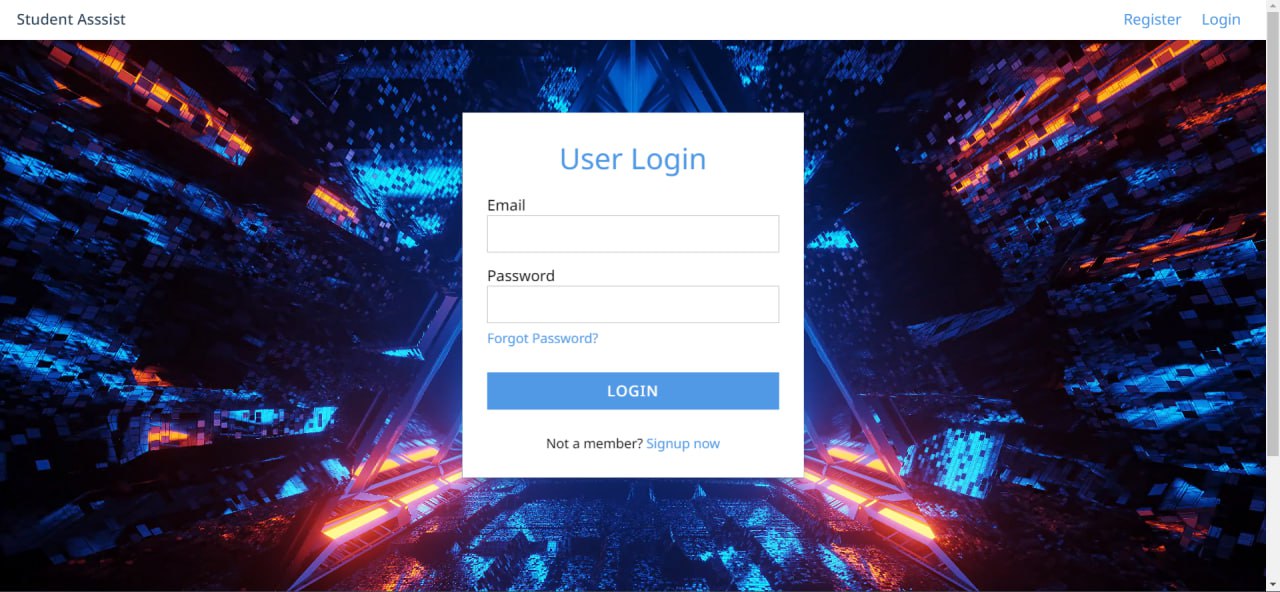 Student Asssist
Register Login
User Login
Email
Password
Forgot Password?
LOGIN
Not a member? Signup now